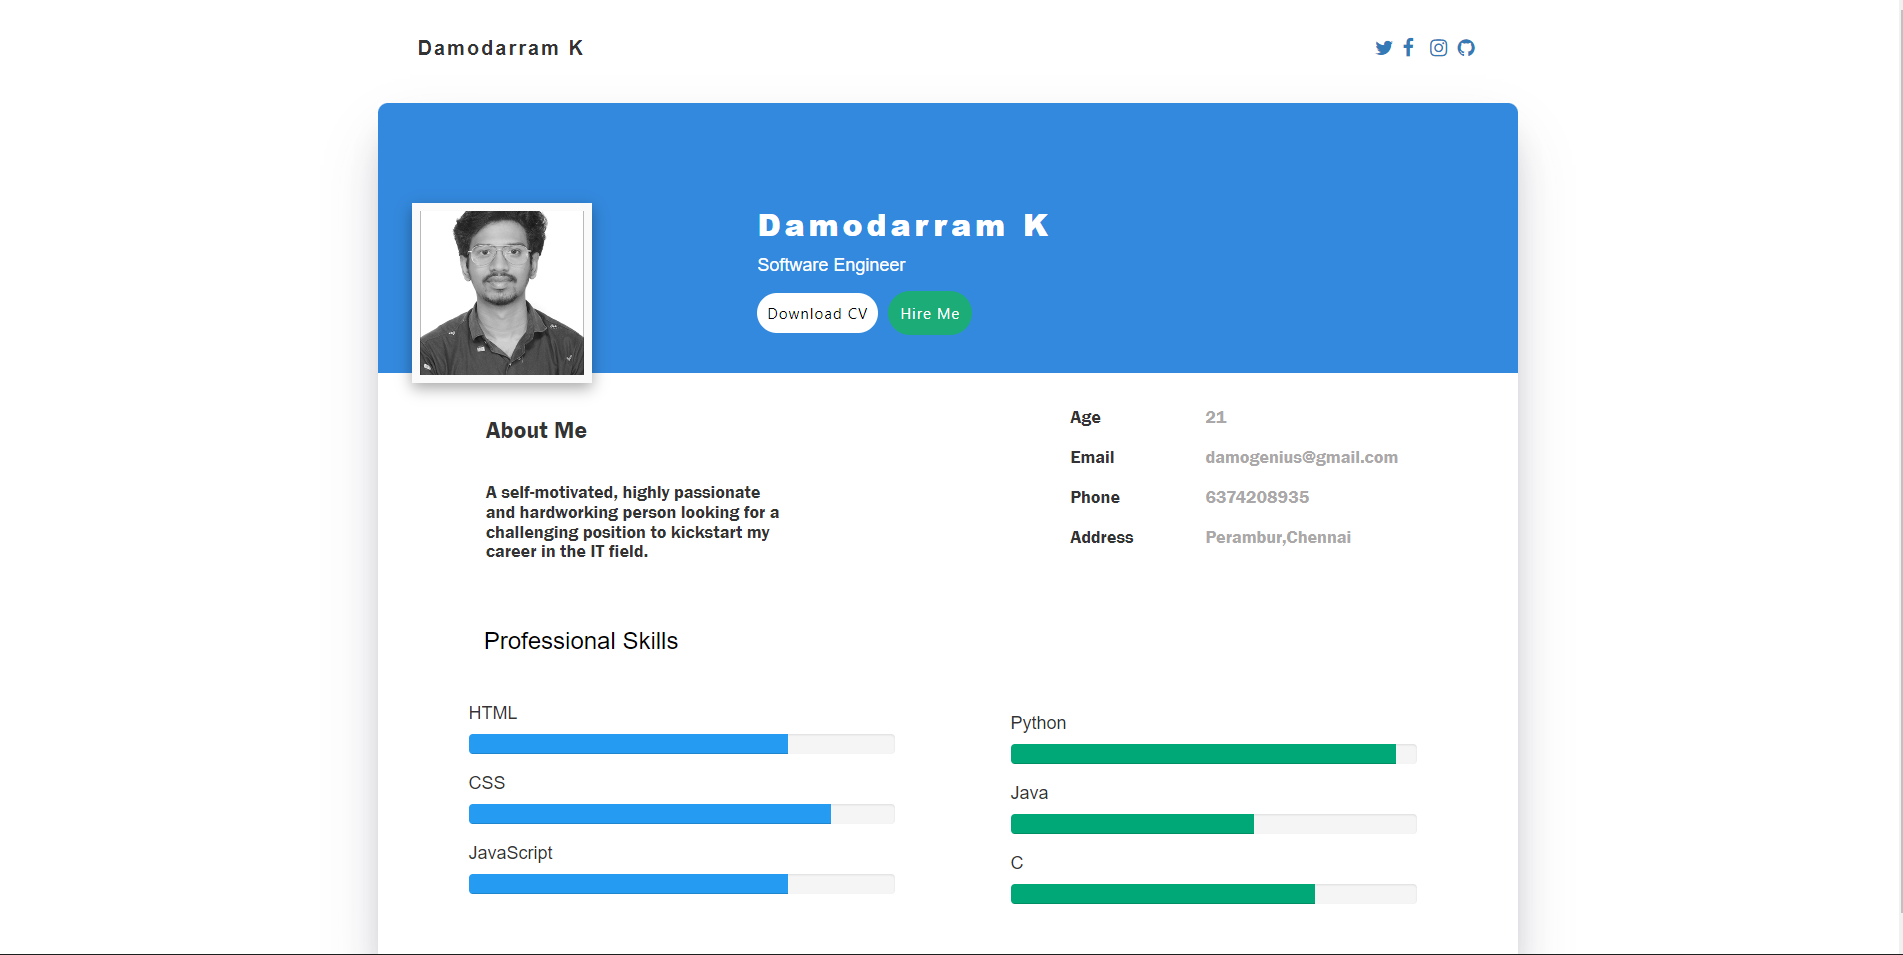 Damodarram K
Damodarram K
Software Engineer
Download CV
Hire Me
About Me
A self-motivated, highly passionate
and hardworking person looking for a
challenging position to kickstart my
career in the IT field.
Age 21
Email damogenius@gmail.com
Phone 6374208935
Address Perambur,Chennai
Professional Skills
HTML
CSS
JavaScript
Python
Java
C